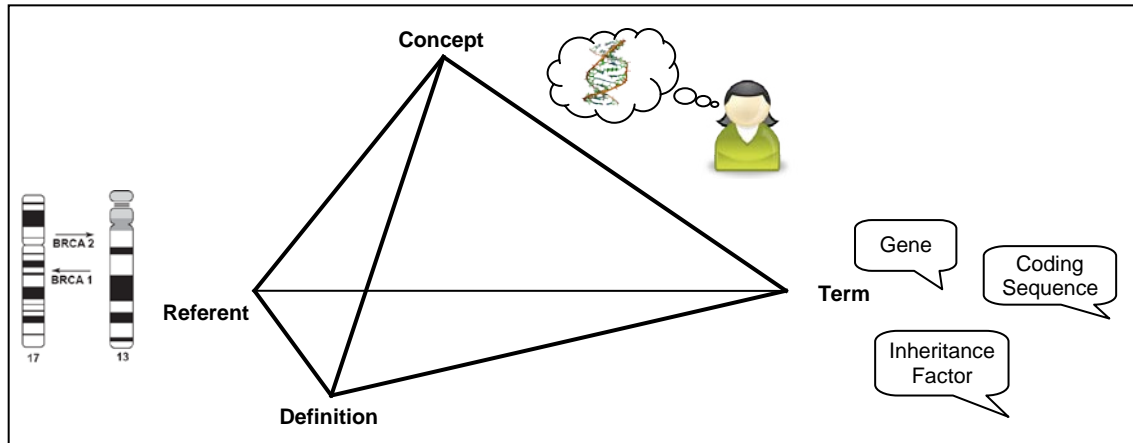 Concept
BRCA 2
BRCA 1
17
13
Referent
Definition
Term
Gene
Coding
Sequence
Inheritance
Factor